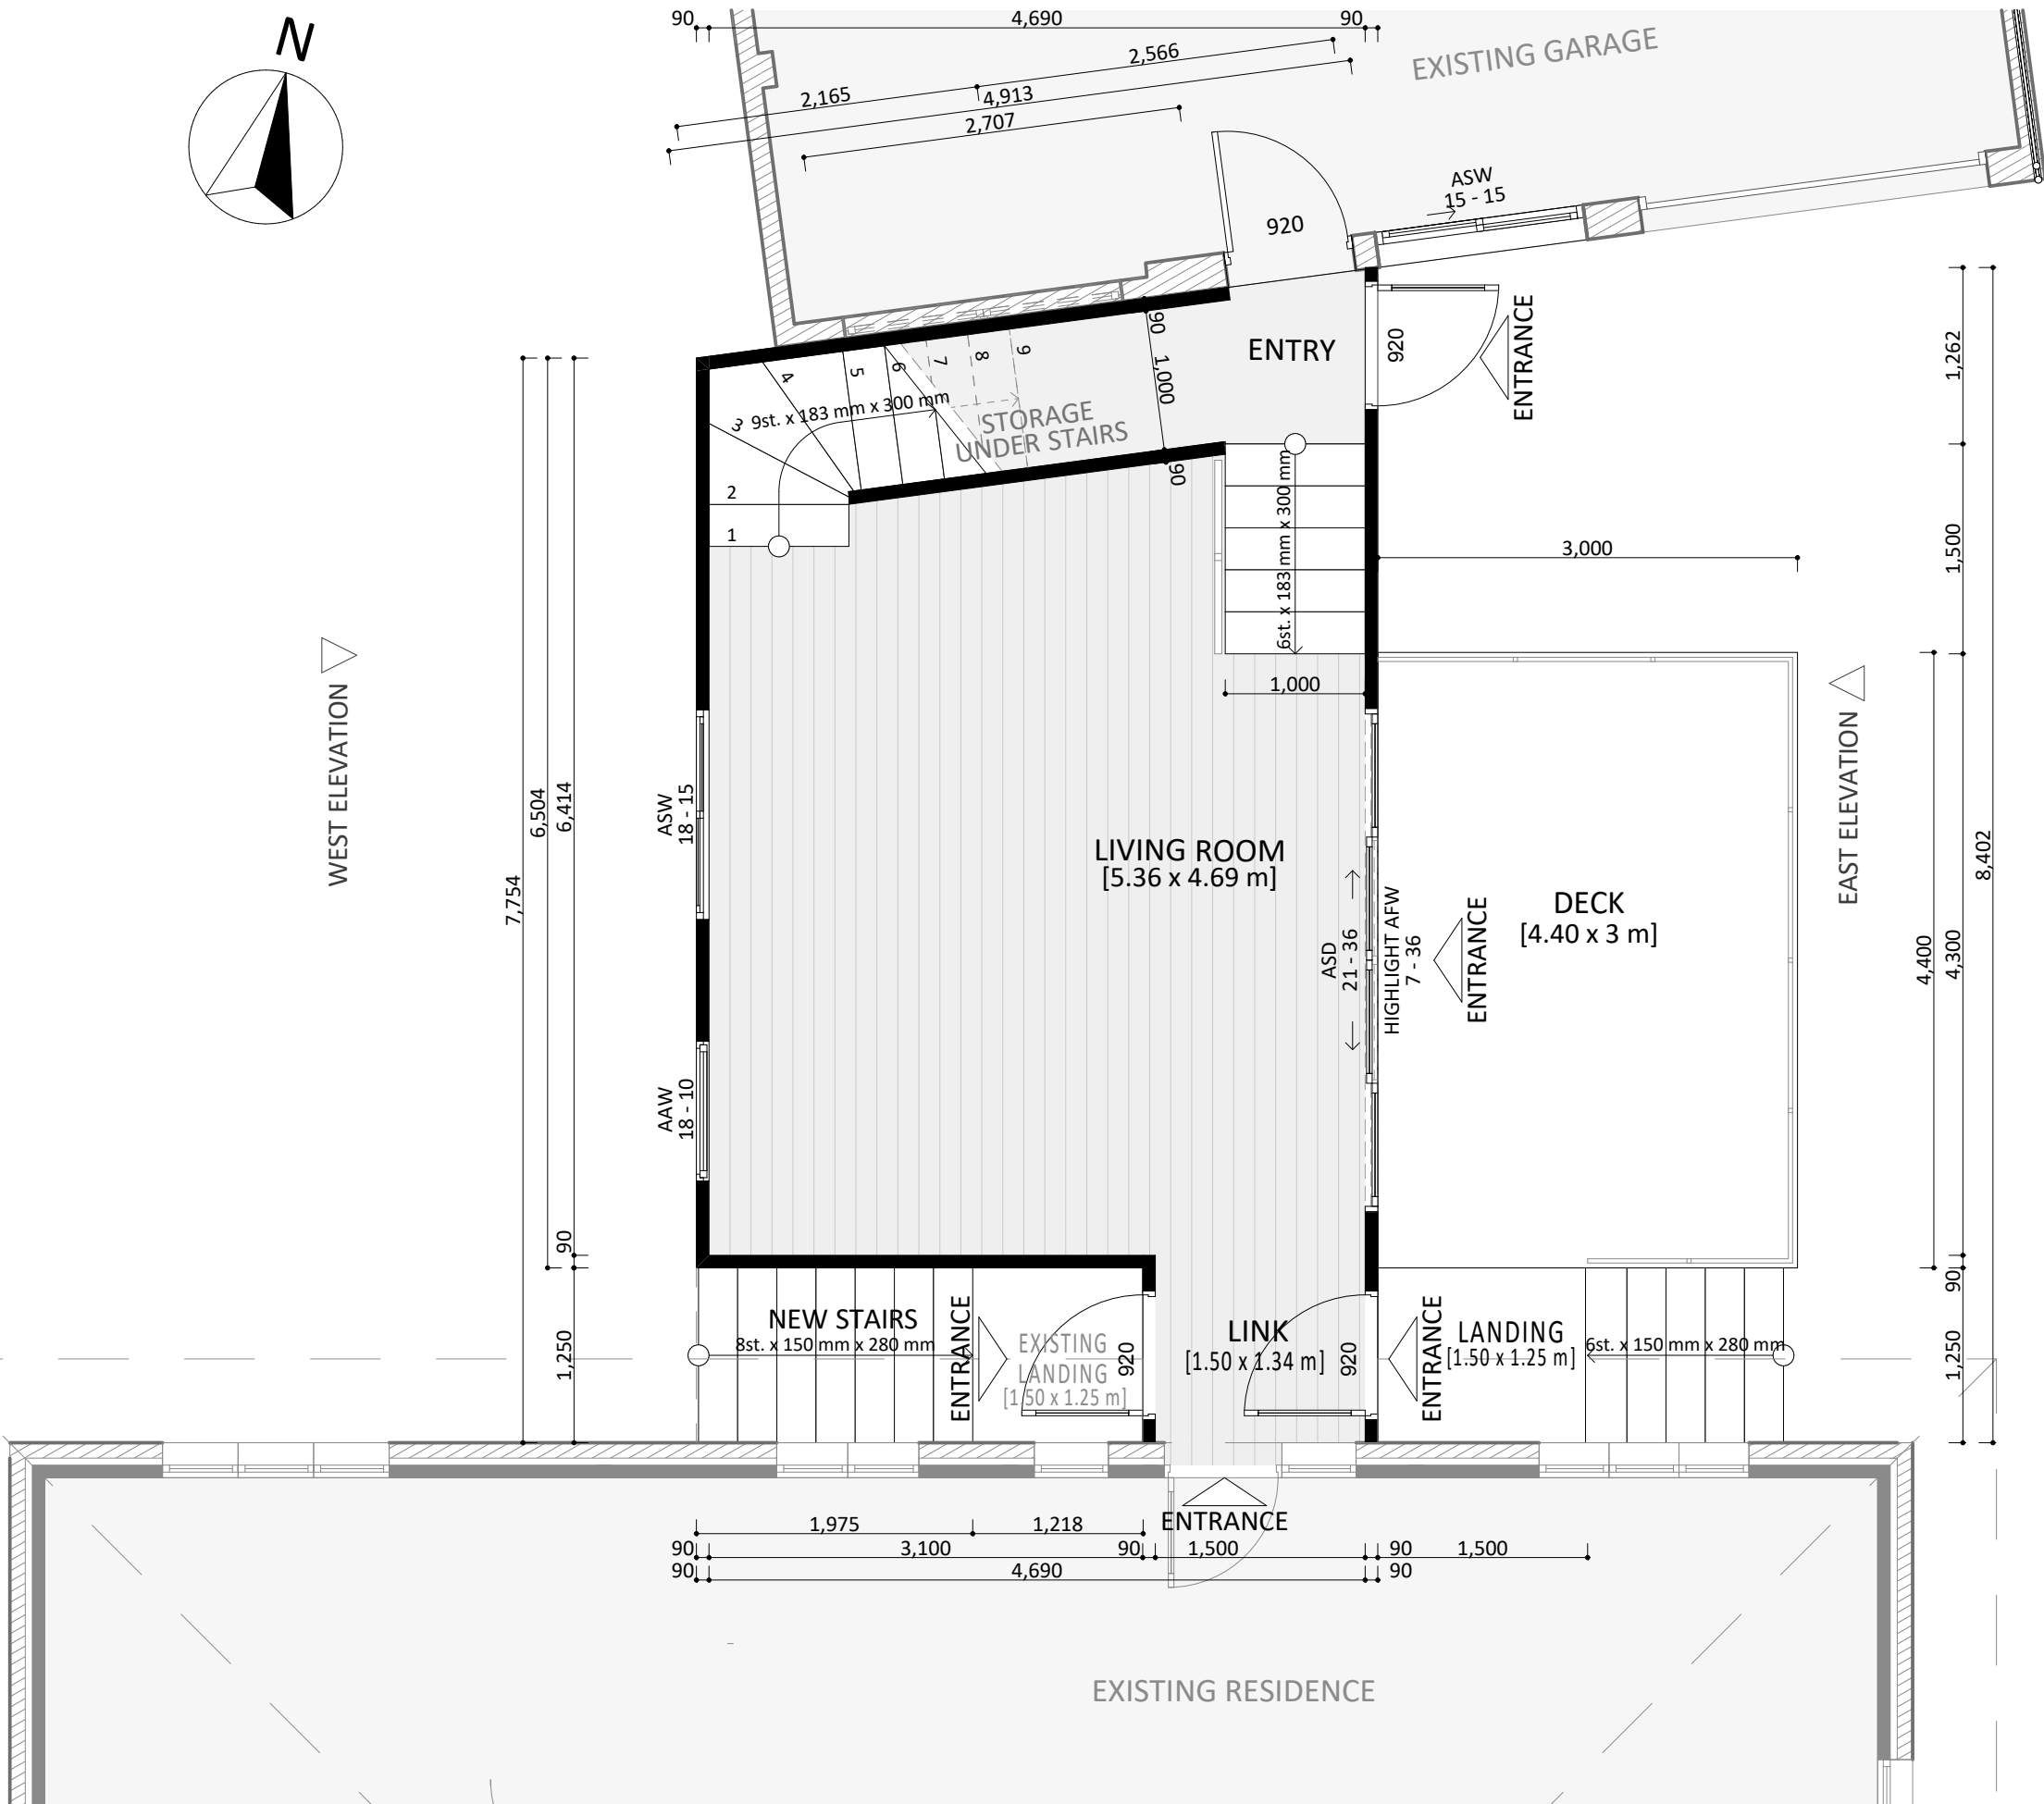 N
90
4,690
90
2,566
EXISTING GARAGE
2,165
4,913
2,707
ASW
15 - 15
920
ENTRY
920
ENTRANCE
90
1,000
90
1,262
9
8
7
6
5
4
3
2
1
9st. x 183 mm x 300 mm
STORAGE
UNDER STAIRS
6st. x 183 mm x 300 mm
1,500
3,000
1,000
WEST ELEVATION
EAST ELEVATION
7,754
6,504
6,414
ASW
18 - 15
LIVING ROOM
[5.36 x 4.69 m]
ASD
21 - 36
HIGHLIGHT AFW
7 - 36
ENTRANCE
DECK
[4.40 x 3 m]
4,400
4,300
8,402
AAW
18 - 10
90
1,250
NEW STAIRS
8st. x 150 mm x 280 mm
ENTRANCE
EXISTING
LANDING
[1.50 x 1.25 m]
920
LINK
[1.50 x 1.34 m]
920
ENTRANCE
LANDING
[1.50 x 1.25 m]
6st. x 150 mm x 280 mm
90
1,250
ENTRANCE
1,975
1,218
90
3,100
90
1,500
90
1,500
90
4,690
90
EXISTING RESIDENCE